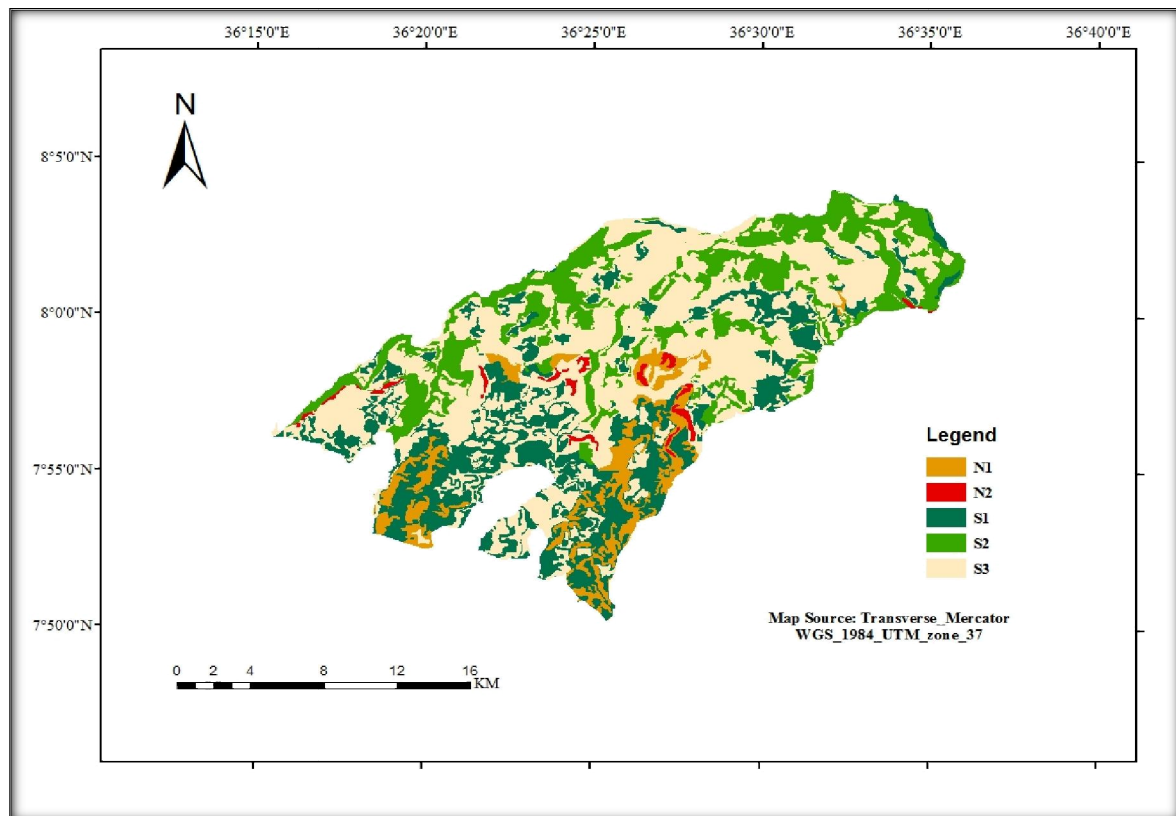 36°15'0"E 36°20'0"E 36°25'0"E 36°30'0"E 36°35'0"E 36°40'0"E
N
8°5'0"N
8°0'0"N
7°55'0"N
7°50'0"N
Legend
N1
N2
S1
S2
S3
Map Source: Transverse_Mercator
WGS_1984_UTM_zone_37
0 2 4 8 12 16
KM